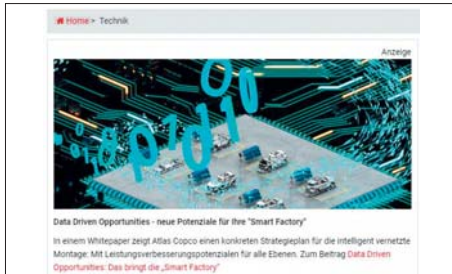 Home > Technik
Anzeige
Data Driven Opportunities - neue Potenziale für Ihre "Smart Factory"
In einem Whitepaper zeigt Atlas Copco einen konkreten Strategieplan für die intelligent vernetzte
Montage: Mit Leistungsverbesserungspotenzialen für alle Ebenen. Zum Beitrag Data Driven
Opportunities: Das bringt die „Smart Factory"